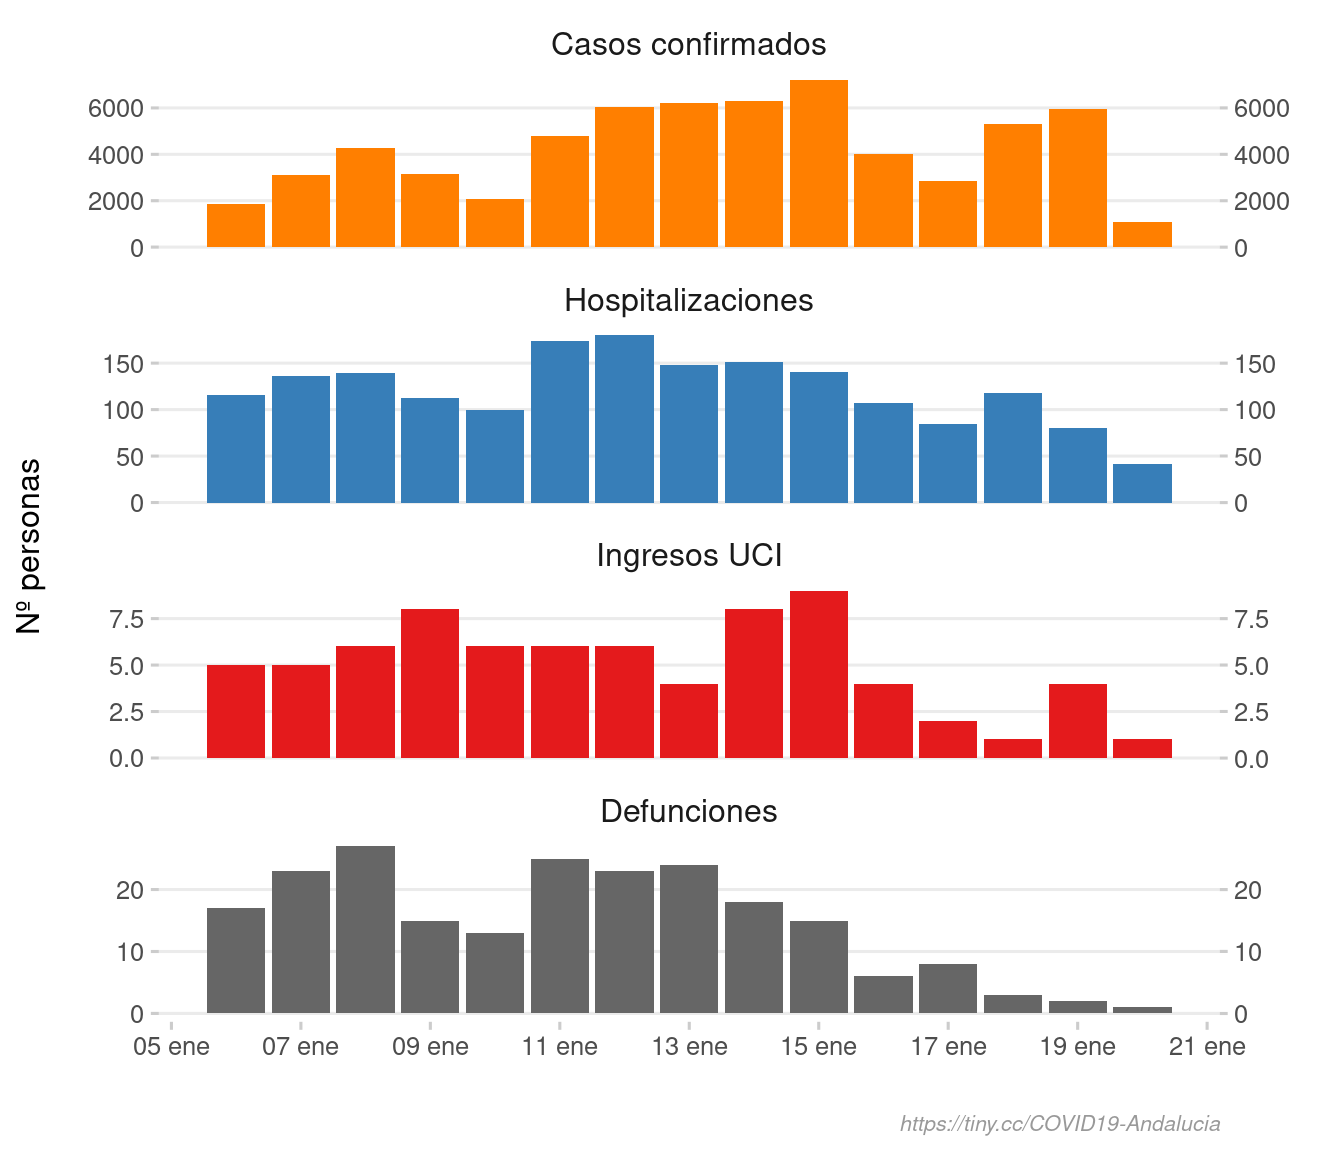 Casos confirmados
6000 6000
4000 4000
2000 2000
0 0
Hospitalizaciones
150 150
100 100
50 50
0 0
Nº personas
Ingresos UCI
7.5 7.5
5.0 5.0
2.5 2.5
0.0 0.0
Defunciones
20 20
10 10
0 0
05 ene 07 ene 09 ene 11 ene 13 ene 15 ene 17 ene 19 ene 21 ene
https://tiny.cc/COVID19-Andalucia